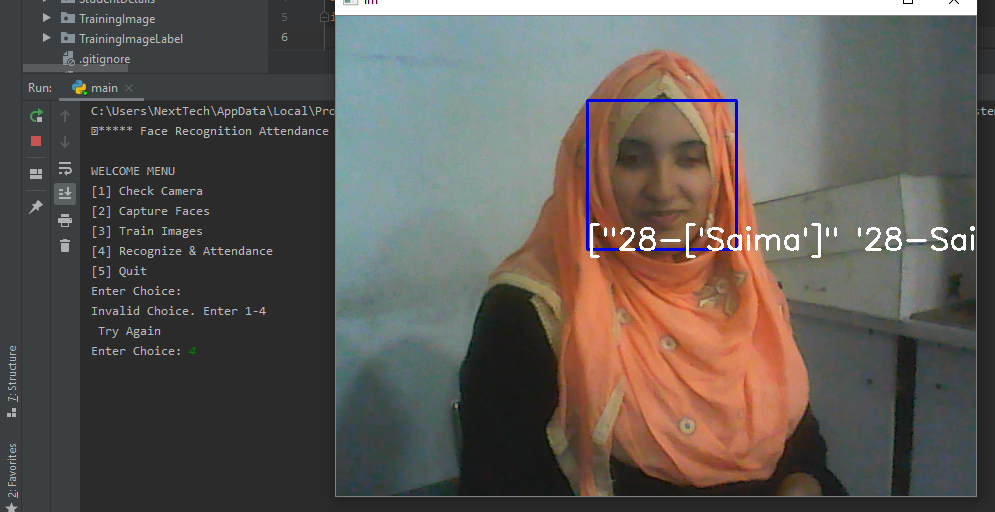 TrainingImage
TrainingImageLabel
.gitignore
5
6
Run: main
C:\Users\NextTech\AppData\Local\Pro
***** Face Recognition Attendance
WELCOME MENU
[1] Check Camera
[2] Capture Faces
[3] Train Images
[4] Recognize & Attendance
[5] Quit
Enter Choice:
Invalid Choice. Enter 1-4
Try Again
Enter Choice: 4
["28-['Saima']" '28-Sai
7: Structure
2: Favorites